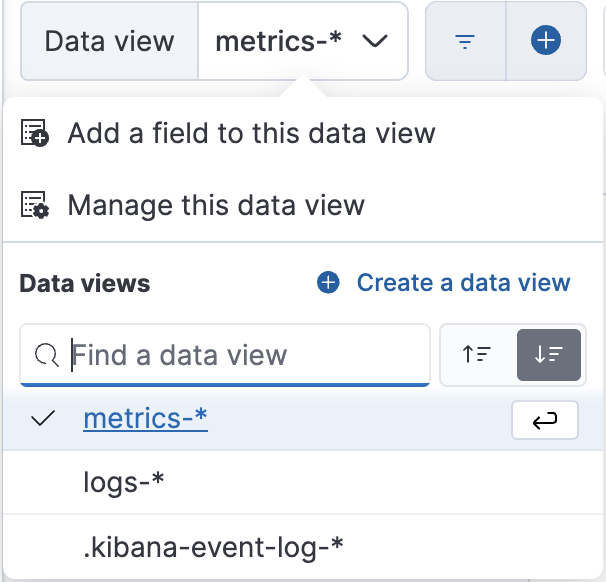 Data view metrics-*
Add a field to this data view
Manage this data view
Data views Create a data view
Find a data view
metrics-*
logs-*
.kibana-event-log-*